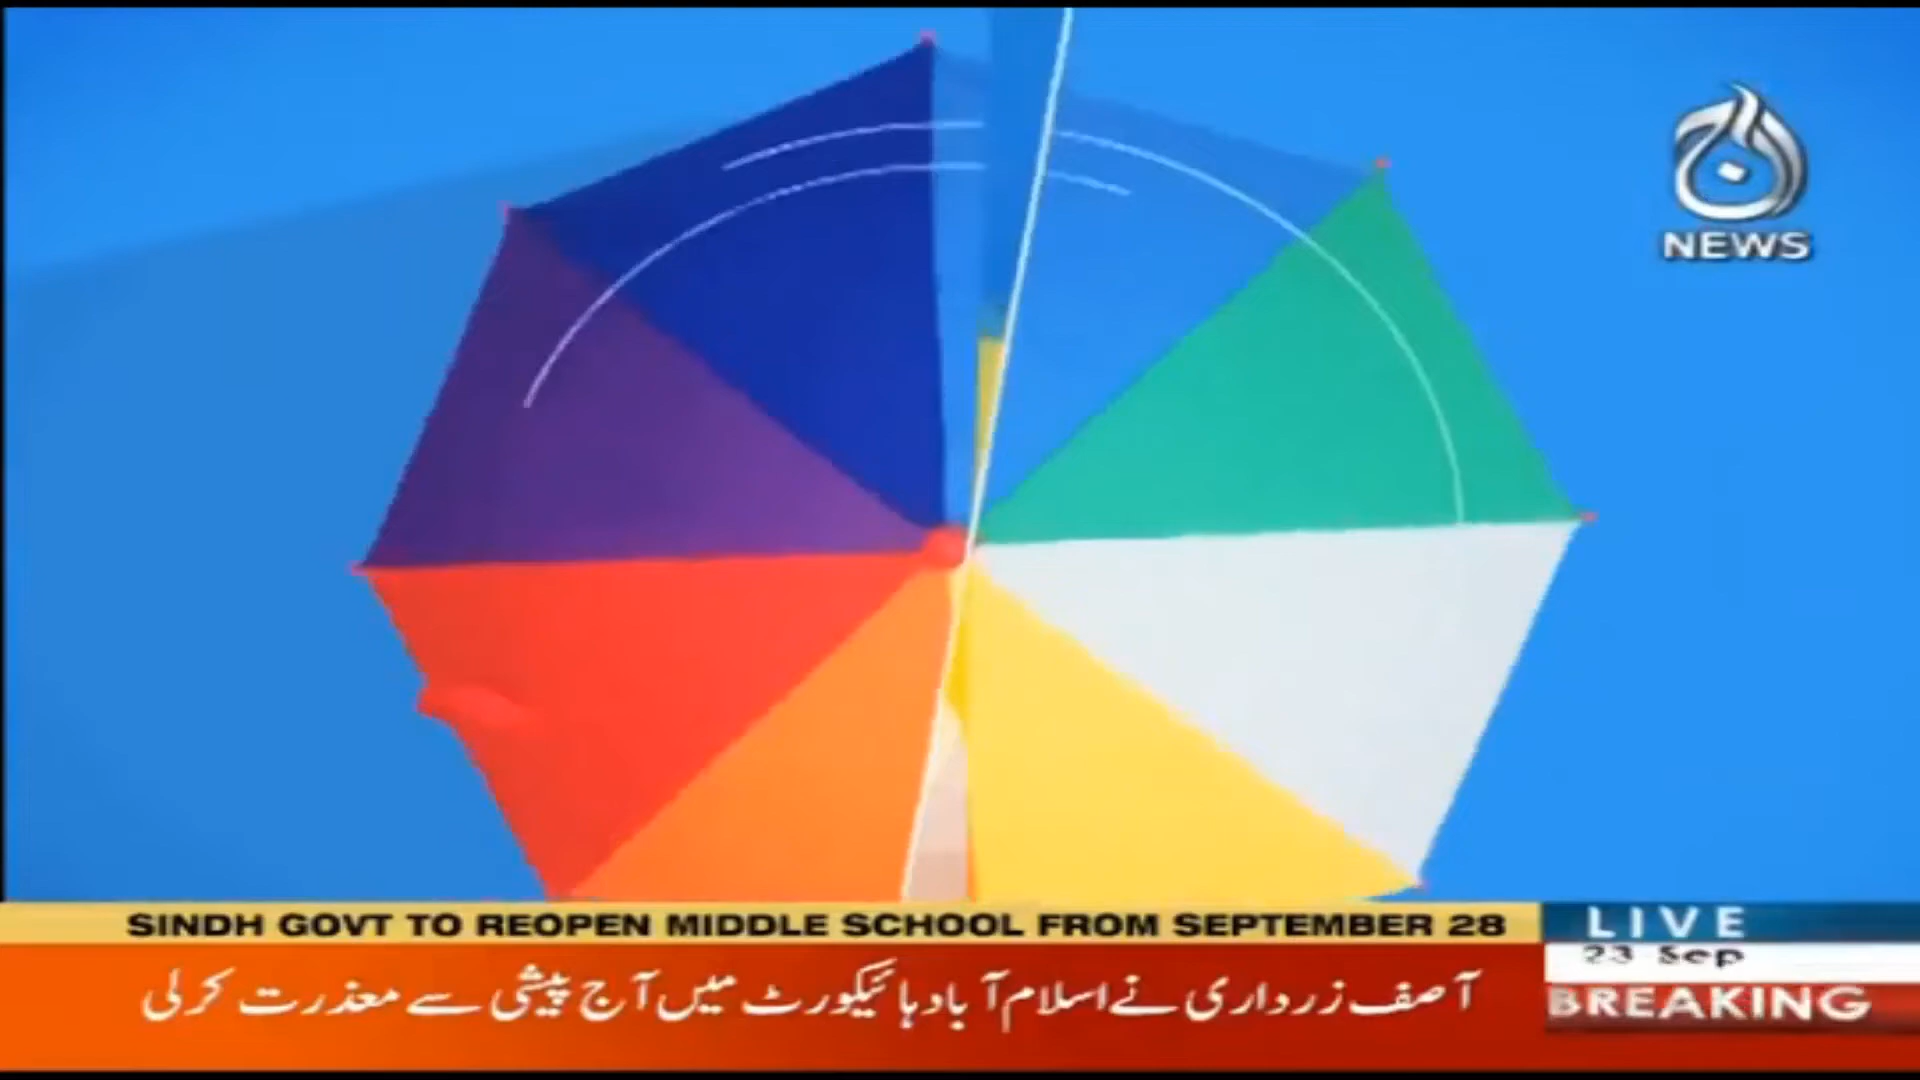 آج
NEWS
SINDH GOVT TO REOPEN MIDDLE SCHOOL FROM SEPTEMBER 28
LIVE
23 Sep
آصف زرداری نے اسلام آباد ہائیکورٹ میں آج پیشی سے معذرت کرلی
BREAKING